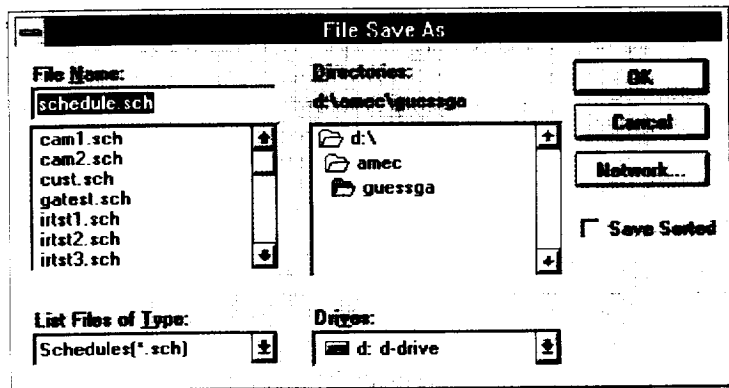 File Save As
File Name:
schedule.sch
cam1.sch
cam2.sch
cust.sch
gatest.sch
irtst1.sch
irtst2.sch
irtst3.sch
List Files of Type:
Schedules(*.sch)
Directories:
d:\amec\guessga
d:\
amec
guessga
Drives:
d: d-drive
OK
Cancel
Network...
Save Sorted